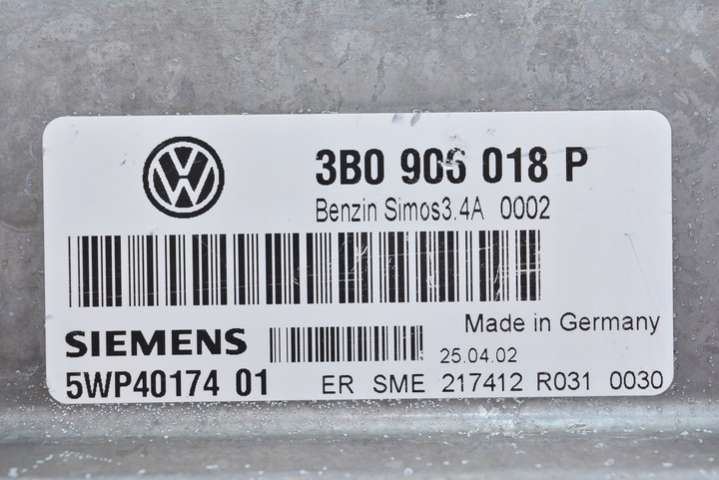 3B0 906 018 P
Benzin Simos3.4A 0002
Made in Germany
SIEMENS
25.04.02
5WP40174 01 ER SME 217412 R031 0030